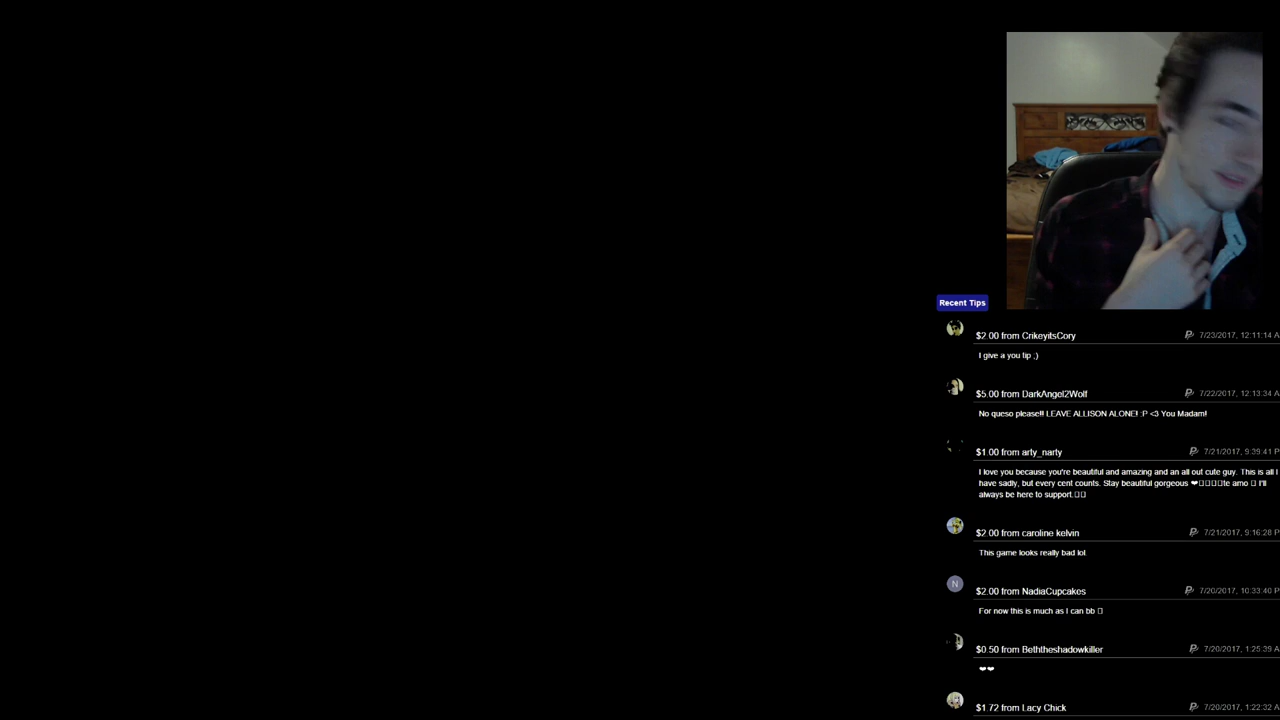 Recent Tips
$2.00 from CrikeyitsCory 7/23/2017, 12:11:14 A
I give a you tip ;)
$5.00 from DarkAngel2Wolf 7/22/2017, 12:13:34 A
No queso please!! LEAVE ALLISON ALONE! :P <3 You Madam!
$1.00 from arty_narty 7/21/2017, 9:39:41 P
I love you because you're beautiful and amazing and an all out cute guy. This is all I
have sadly, but every cent counts. Stay beautiful gorgeous ❤□□□□te amo □ I'll
always be here to support.□□
$2.00 from caroline kelvin 7/21/2017, 9:16:28 P
This game looks really bad lol
N
$2.00 from NadiaCupcakes 7/20/2017, 10:33:40 P
For now this is much as I can bb □
$0.50 from Beththeshadowkiller 7/20/2017, 1:25:39 A
❤❤
$1.72 from Lacy Chick 7/20/2017, 1:22:32 A